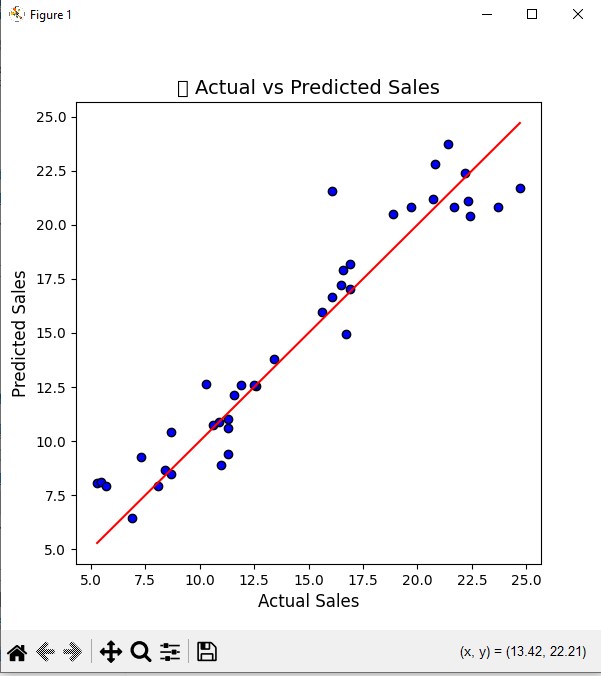 Figure 1
Actual vs Predicted Sales
25.0
22.5
20.0
17.5
15.0
12.5
10.0
7.5
5.0
Predicted Sales
5.0 7.5 10.0 12.5 15.0 17.5 20.0 22.5 25.0
Actual Sales
(x, y) = (13.42, 22.21)